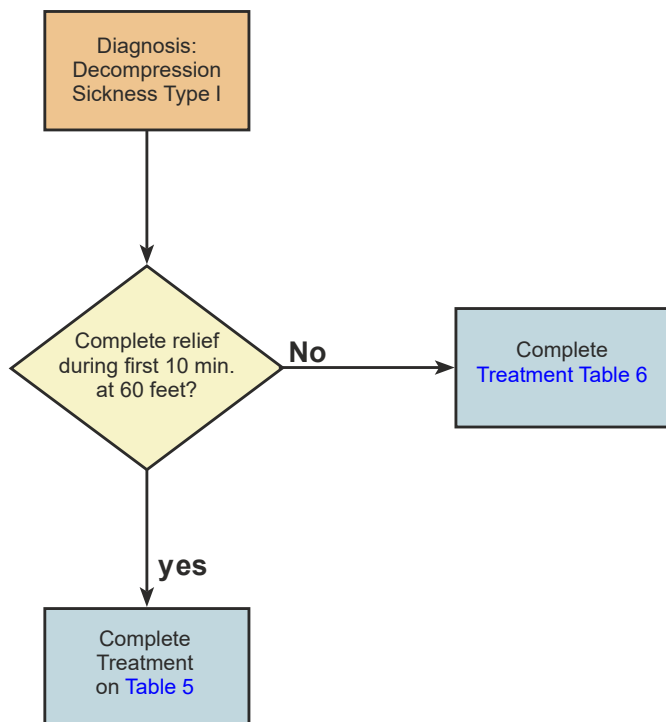 Diagnosis:
Decompression
Sickness Type I
Complete relief
during first 10 min.
at 60 feet?
No
Complete
Treatment Table 6
yes
Complete
Treatment
on Table 5